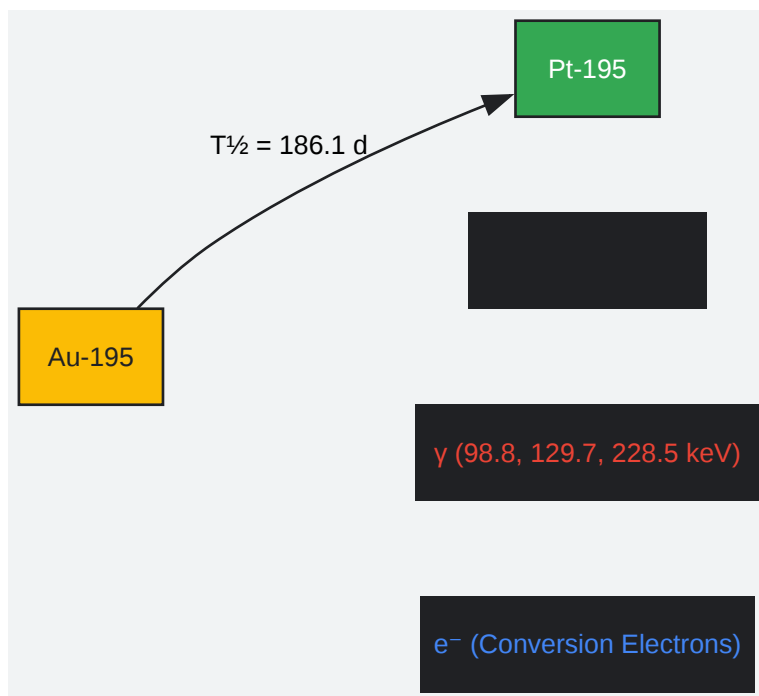 Pt-195
T½ = 186.1 d
Au-195
γ (98.8, 129.7, 228.5 keV)
e⁻ (Conversion Electrons)